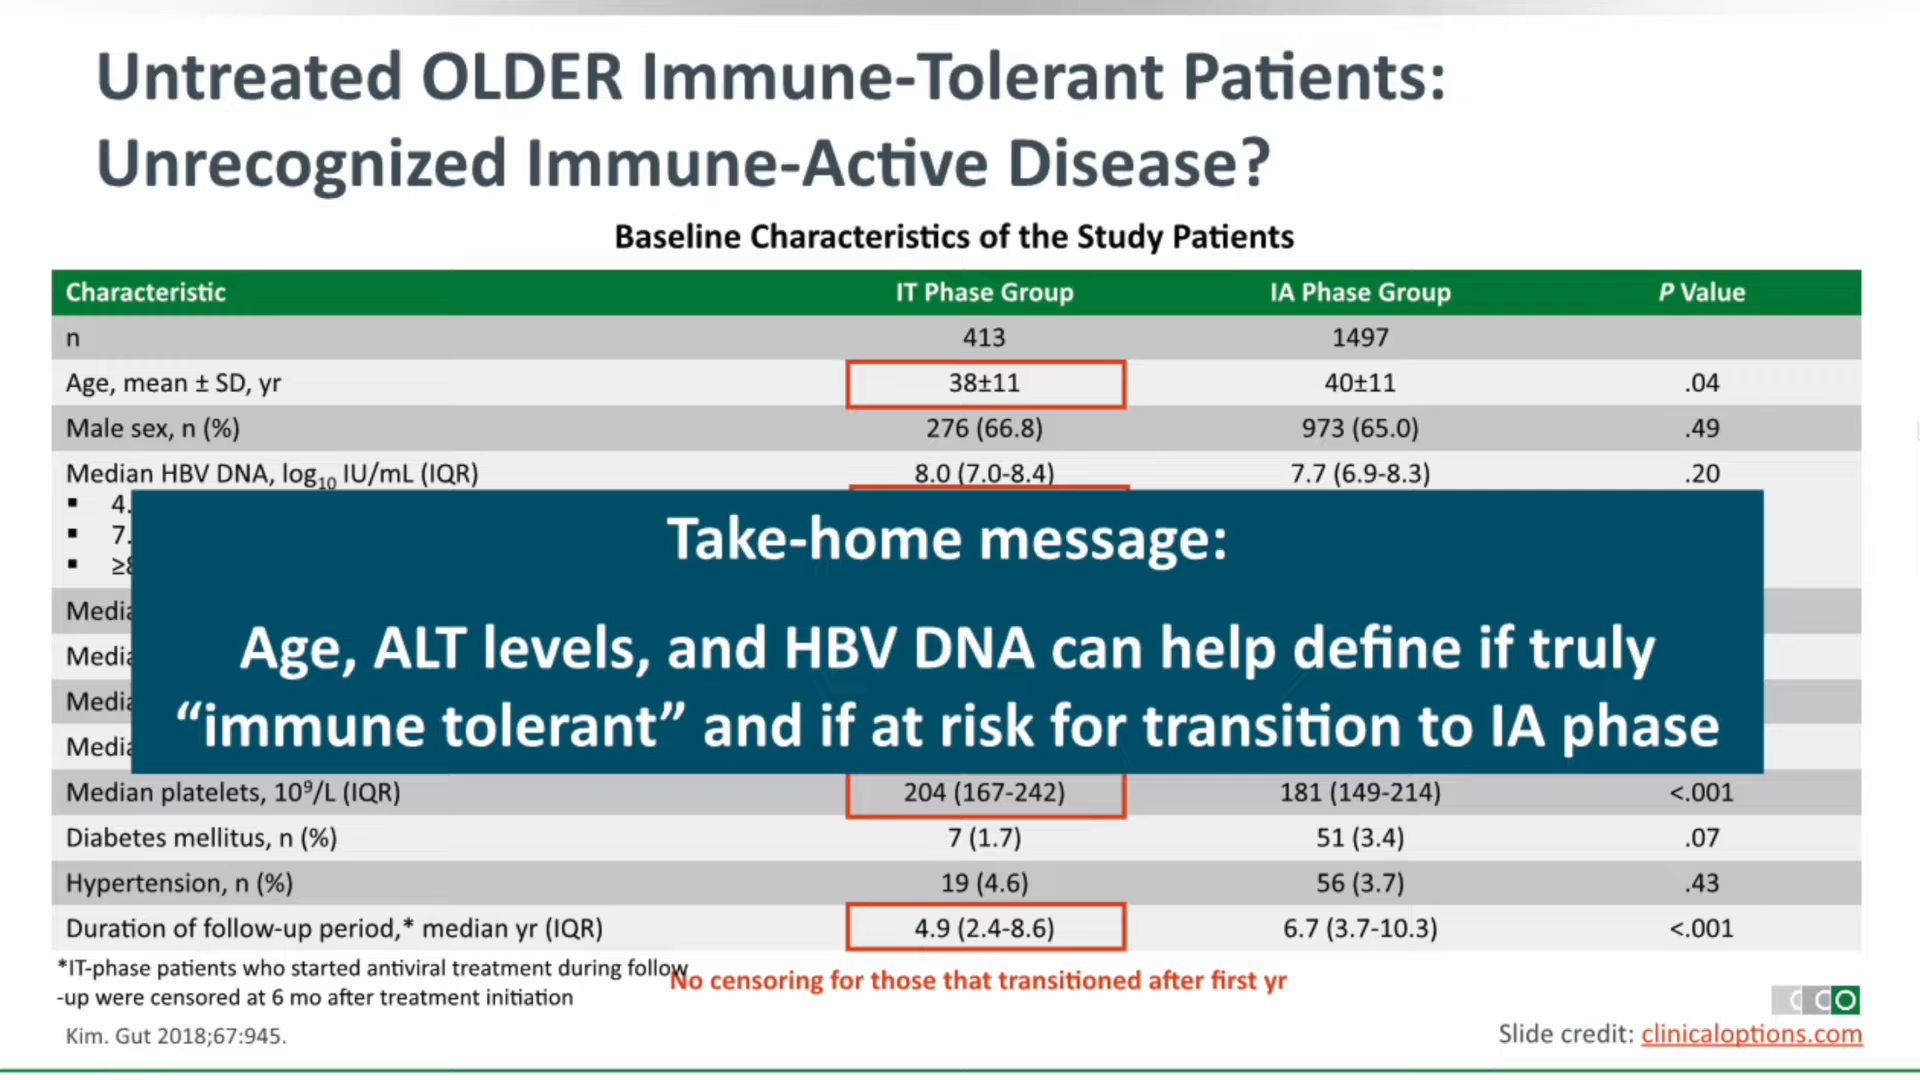 Untreated OLDER Immune-Tolerant Patients:
Unrecognized Immune-Active Disease?
Baseline Characteristics of the Study Patients
Characteristic IT Phase Group IA Phase Group P Value
n 413 1497
Age, mean ± SD, yr 38±11 40±11 .04
Male sex, n (%) 276 (66.8) 973 (65.0) .49
Median HBV DNA, log10 IU/mL (IQR) 8.0 (7.0-8.4) 7.7 (6.9-8.3) .20
▪ 4.
▪ 7.
▪ ≥8
Media
Media
Media
Media
Take-home message:
Age, ALT levels, and HBV DNA can help define if truly
“immune tolerant” and if at risk for transition to IA phase
Median platelets, 10⁹/L (IQR) 204 (167-242) 181 (149-214) <.001
Diabetes mellitus, n (%) 7 (1.7) 51 (3.4) .07
Hypertension, n (%) 19 (4.6) 56 (3.7) .43
Duration of follow-up period,* median yr (IQR) 4.9 (2.4-8.6) 6.7 (3.7-10.3) <.001
*IT-phase patients who started antiviral treatment during follow
-up were censored at 6 mo after treatment initiation
No censoring for those that transitioned after first yr
CCO
Kim. Gut 2018;67:945.
Slide credit: clinicaloptions.com